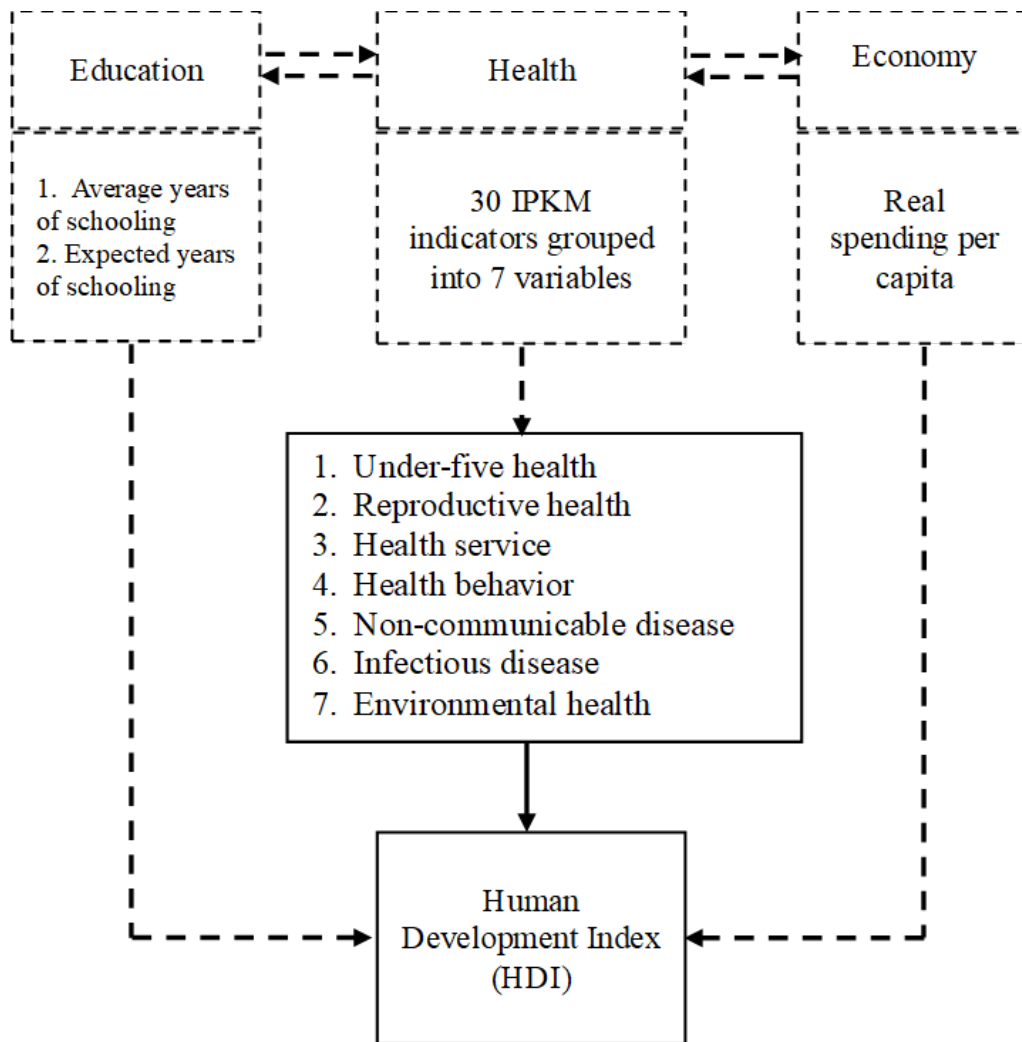 Education
Health
Economy
1. Average years
of schooling
2. Expected years
of schooling
30 IPKM
indicators grouped
into 7 variables
Real
spending per
capita
1. Under-five health
2. Reproductive health
3. Health service
4. Health behavior
5. Non-communicable disease
6. Infectious disease
7. Environmental health
Human
Development Index
(HDI)